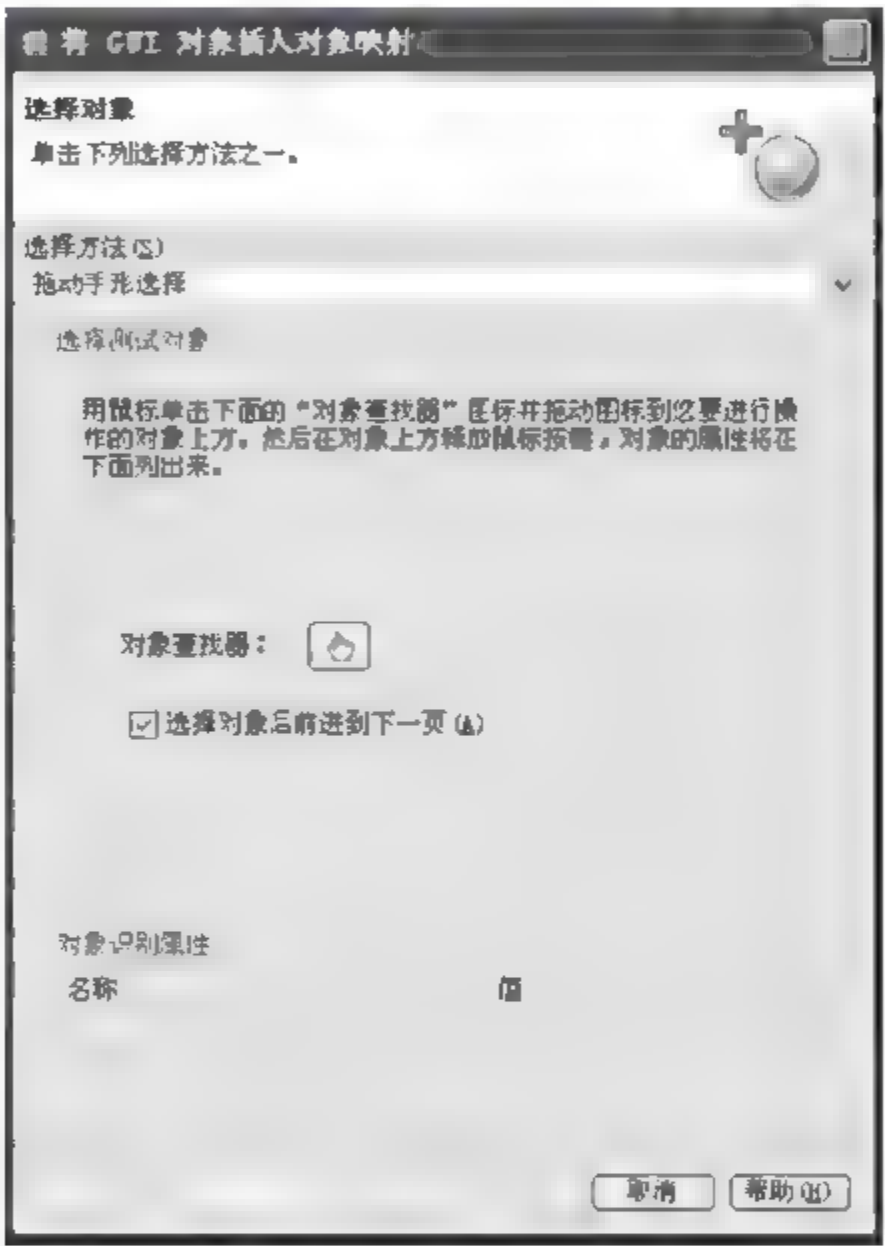 将 GUI 对象插入对象映射
选择对象
单击下列选择方法之一。
选择方法(S)
拖动手形选择
选择测试对象
用鼠标单击下面的“对象查找器”图标并拖动图标到您要进行操
作的对象上方。然后在对象上方释放鼠标按键,对象的属性将在
下面列出来。
对象查找器:
选择对象后前进到下一页(A)
对象识别属性
名称 值
取消 帮助(H)